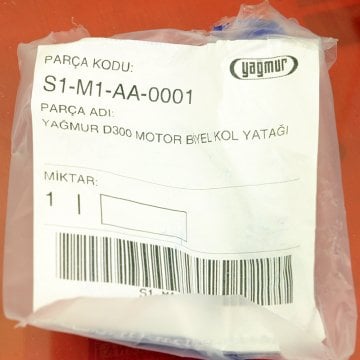 PARÇA KODU:
yağmur
S1-M1-AA-0001
PARÇA ADI:
YAĞMUR D300 MOTOR BİYEL KOL YATAĞI
MİKTAR:
1